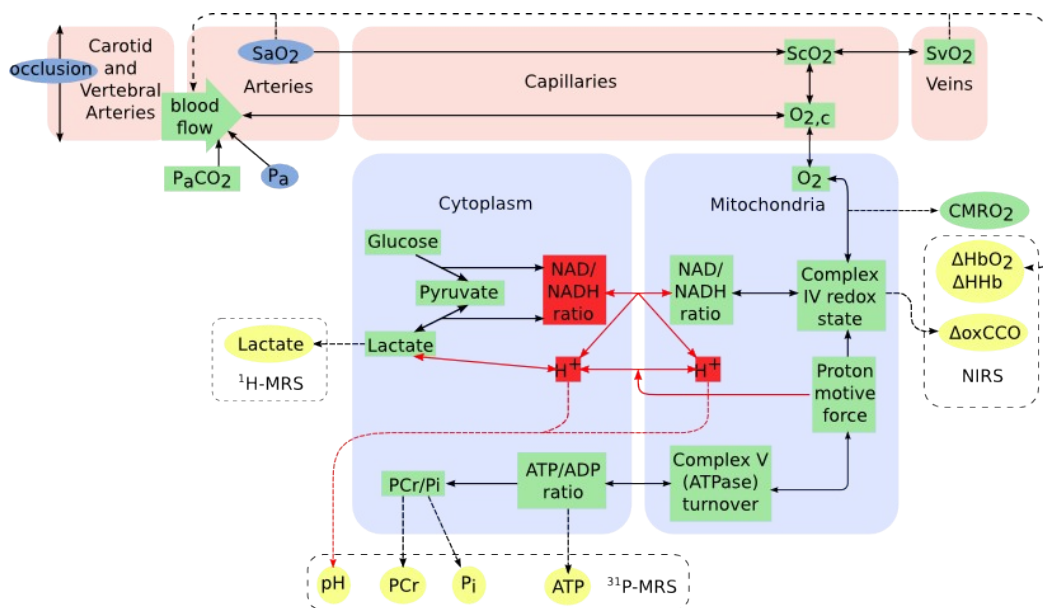 Carotid
and
Vertebral
Arteries
occlusion
SaO2
Arteries
blood
flow
PaCO2
Pa
Capillaries
ScO2
O2,c
SvO2
Veins
O2
Cytoplasm
Mitochondria
CMRO2
Glucose
Pyruvate
Lactate
NAD/
NADH
ratio
NAD/
NADH
ratio
Complex
IV redox
state
ΔHbO2
ΔHHb
ΔoxCCO
NIRS
Lactate
¹H-MRS
H+
H+
Proton
motive
force
PCr/Pi
ATP/ADP
ratio
Complex V
(ATPase)
turnover
pH
PCr
Pi
ATP
³¹P-MRS